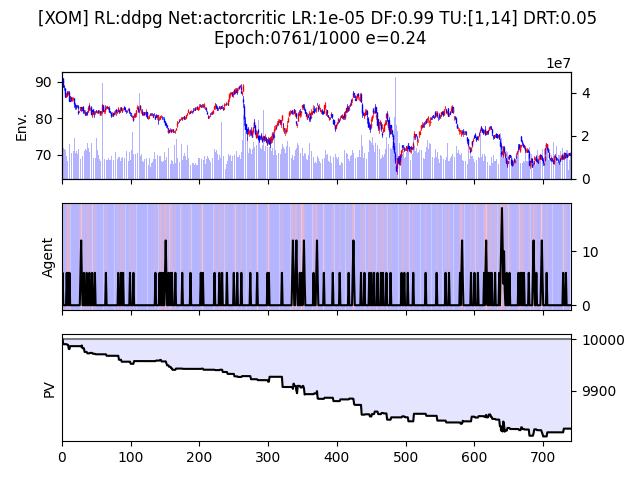 [XOM] RL:ddpg Net:actorcritic LR:1e-05 DF:0.99 TU:[1,14] DRT:0.05
Epoch:0761/1000 e=0.24
1e7
90
80
70
Env.
4
2
0
Agent
10
0
PV
10000
9900
0 100 200 300 400 500 600 700